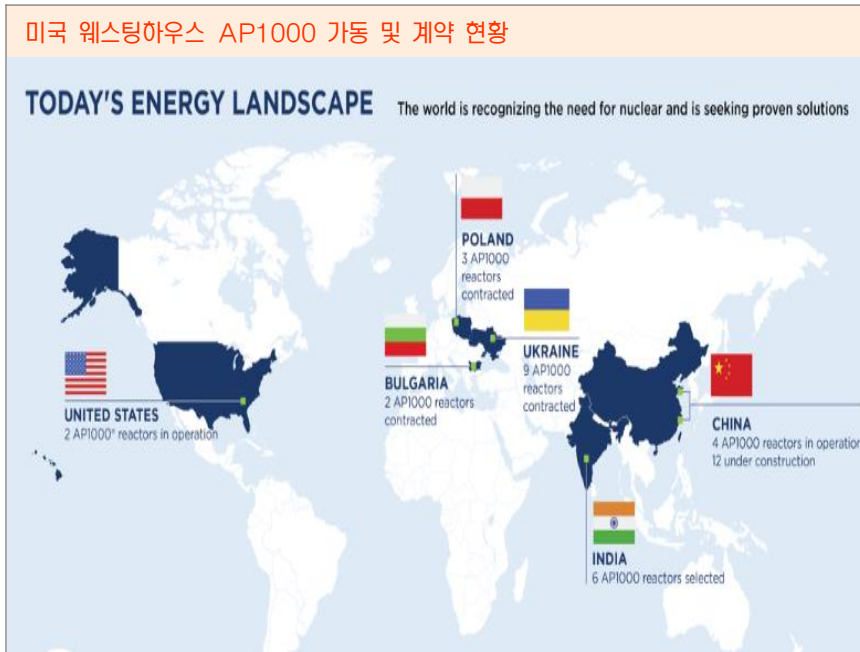 미국 웨스팅하우스 AP1000 가동 및 계약 현황
TODAY'S ENERGY LANDSCAPE
The world is recognizing the need for nuclear and is seeking proven solutions
POLAND
3 AP1000
reactors
contracted
UKRAINE
9 AP1000
reactors
contracted
BULGARIA
2 AP1000 reactors
contracted
UNITED STATES
2 AP1000® reactors in operation
CHINA
4 AP1000 reactors in operation
12 under construction
INDIA
6 AP1000 reactors selected